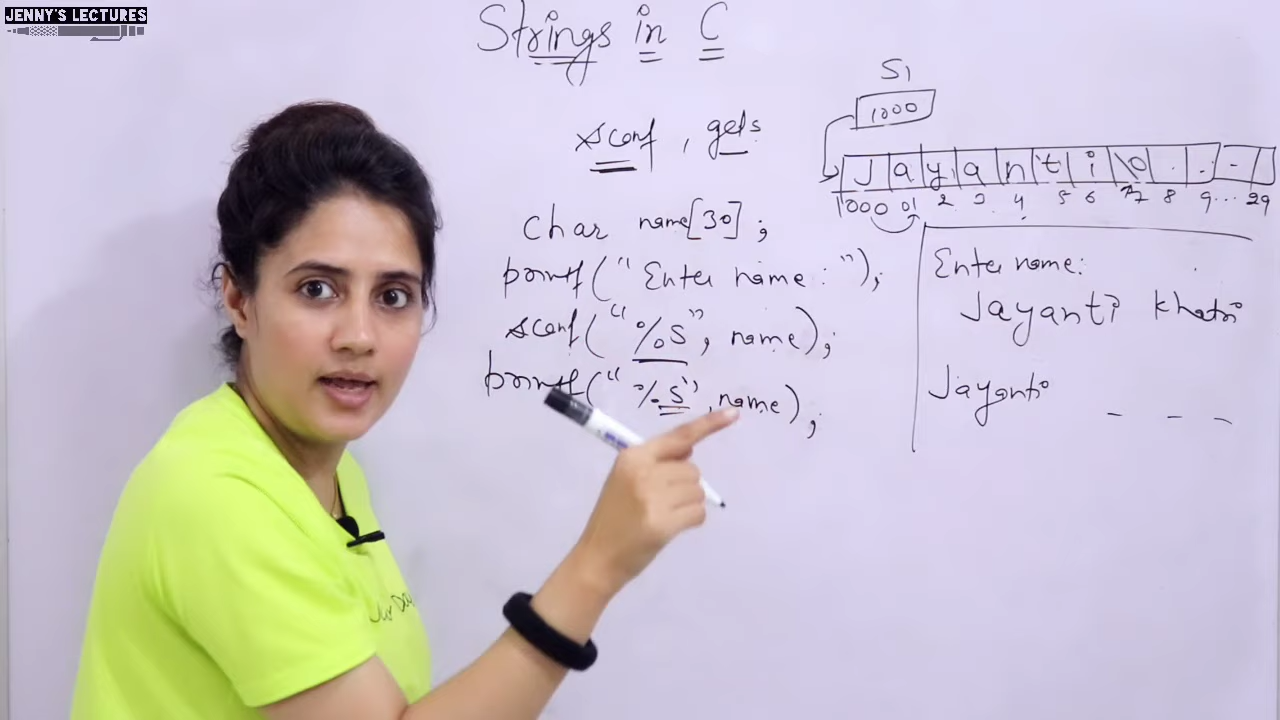 JENNY'S LECTURES
Strings in C
scanf, gets
char name[30];
printf("Enter name:");
scanf("%s", name);
printf("%s", name);
S1
1000
J a y a n t i \0 . . -
1000 01 2 3 4 5 6 7 8 9... 29
Enter name:
Jayanti Khatri
Jayanti - - -